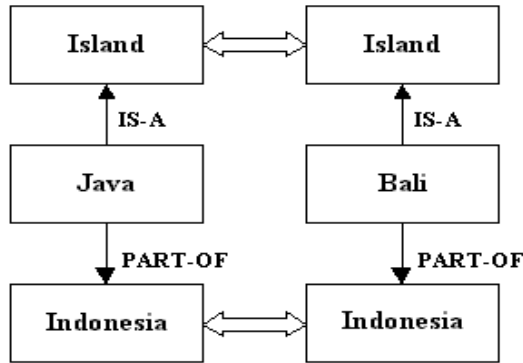 Island
Island
IS-A
IS-A
Java
Bali
PART-OF
PART-OF
Indonesia
Indonesia